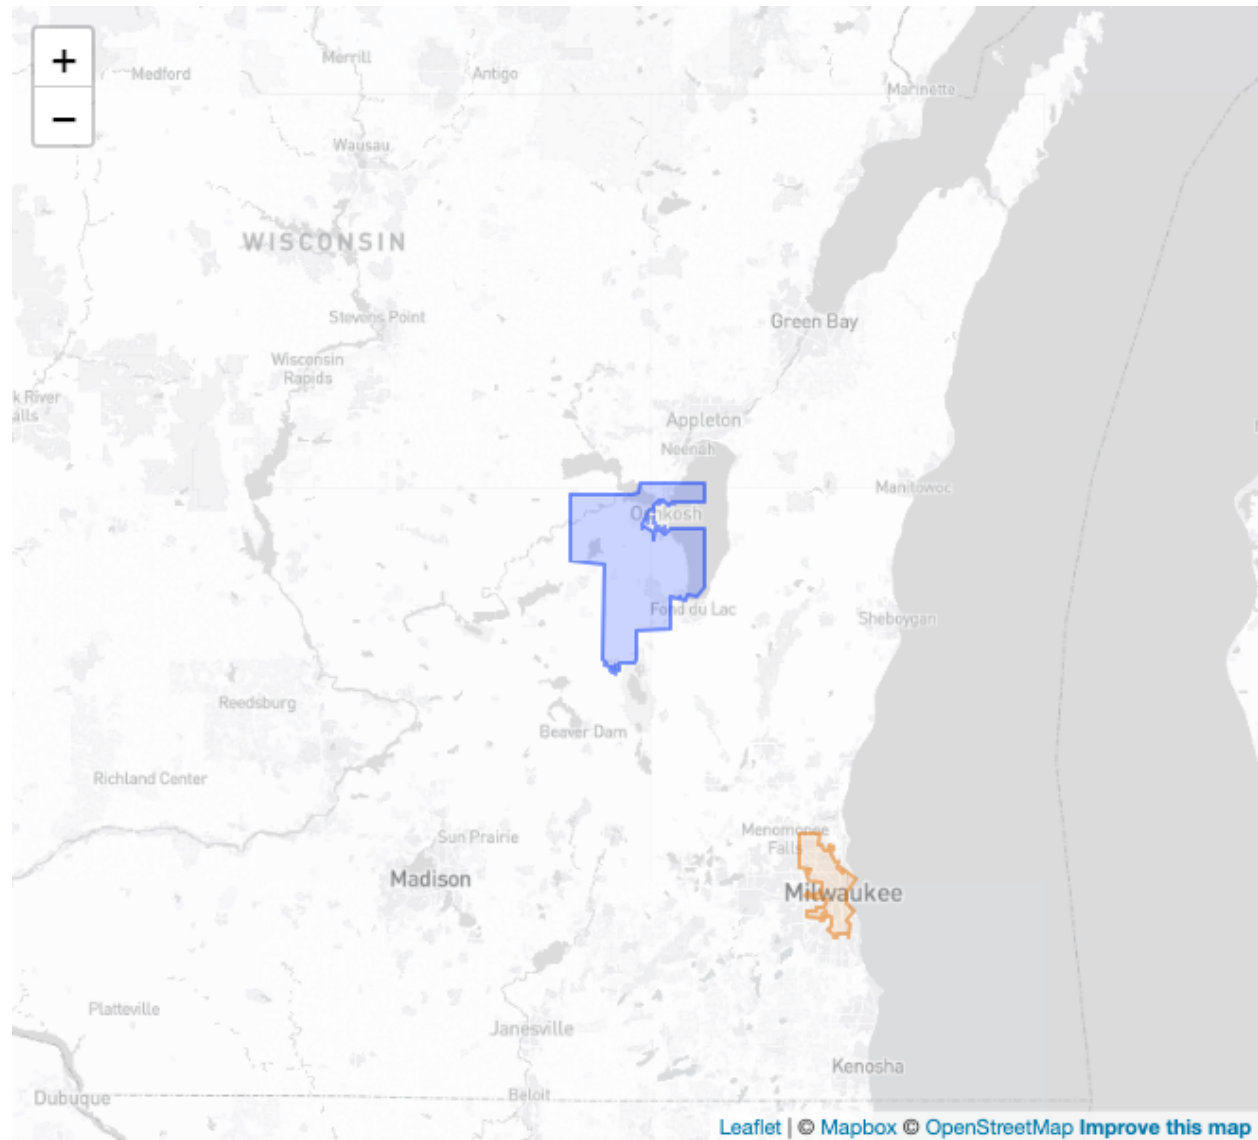 +
−
Medford
Merrill
Antigo
Marinette
Wausau
WISCONSIN
Stevens Point
Green Bay
Wisconsin
Rapids
k River
alls
Appleton
Neenah
Manitowoc
Oshkosh
Fond du Lac
Sheboygan
Reedsburg
Beaver Dam
Richland Center
Sun Prairie
Menomonee
Falls
Madison
Milwaukee
Platteville
Janesville
Kenosha
Dubuque
Beloit
Leaflet | © Mapbox © OpenStreetMap Improve this map